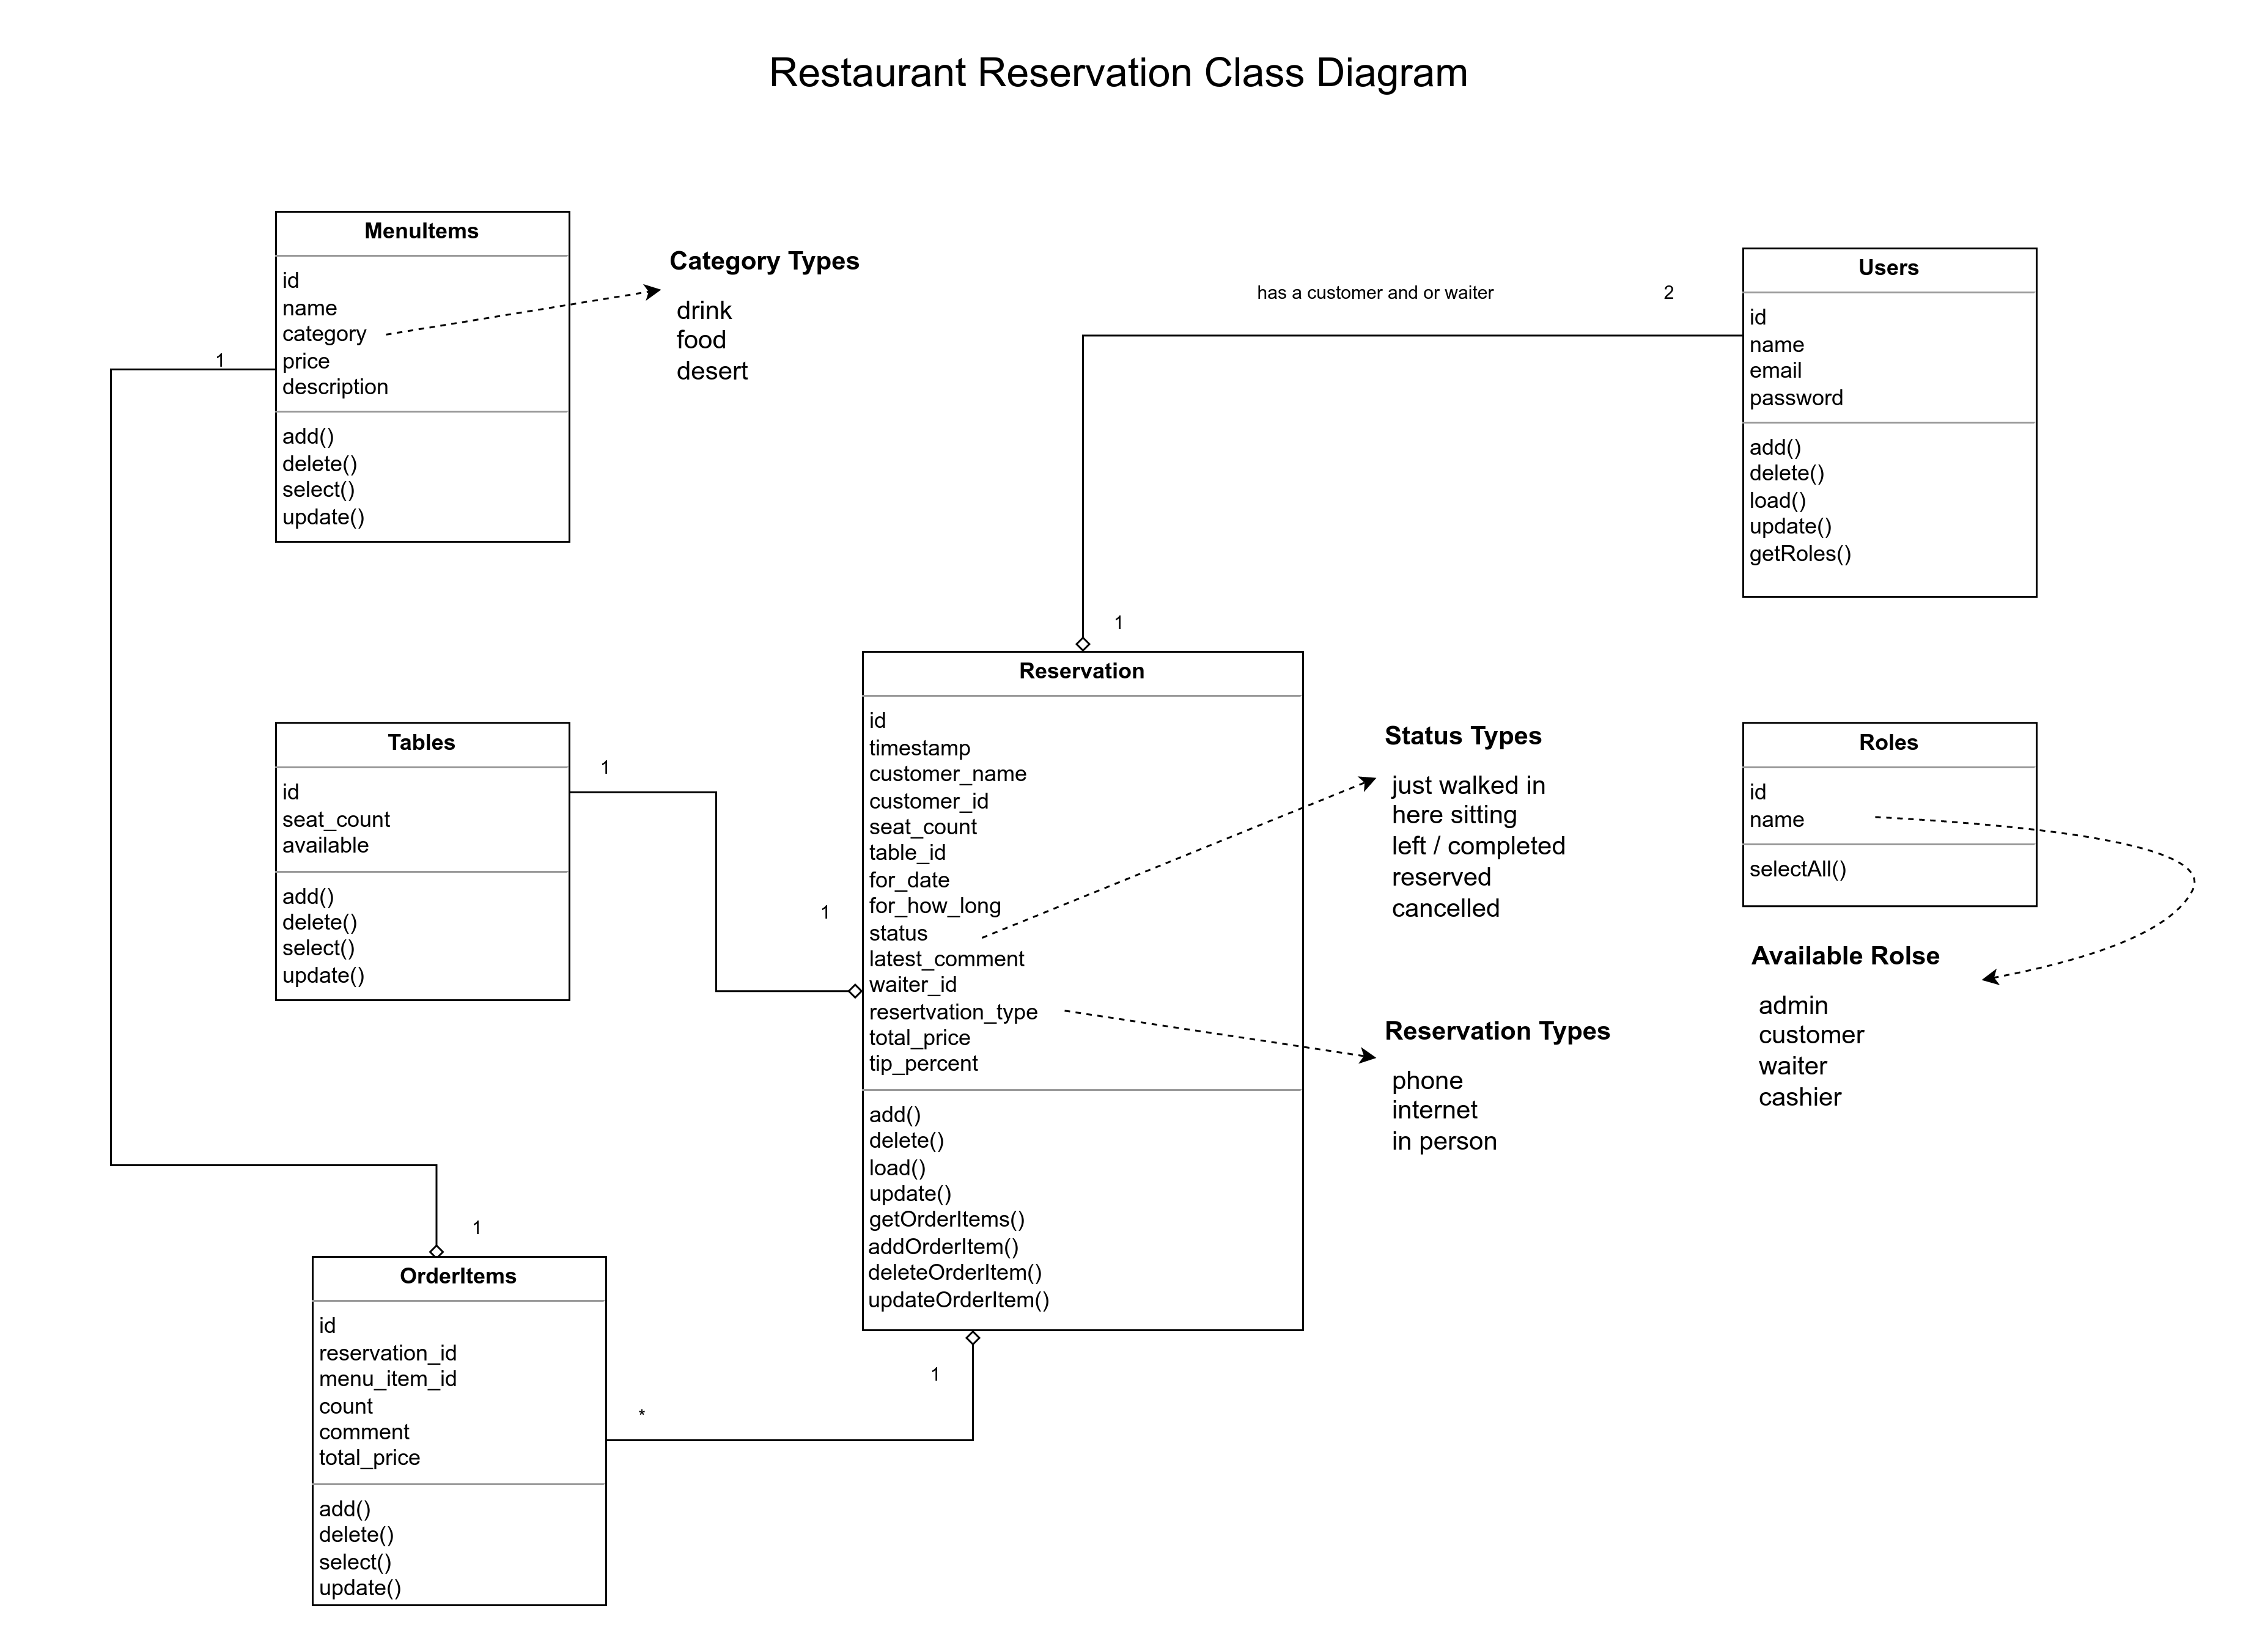 Restaurant Reservation Class Diagram
MenuItems
id
name
category
price
description
add()
delete()
select()
update()
1
Category Types
drink
food
desert
has a customer and or waiter
2
Users
id
name
email
password
add()
delete()
load()
update()
getRoles()
1
Tables
id
seat_count
available
add()
delete()
select()
update()
1
1
Reservation
id
timestamp
customer_name
customer_id
seat_count
table_id
for_date
for_how_long
status
latest_comment
waiter_id
resertvation_type
total_price
tip_percent
add()
delete()
load()
update()
getOrderItems()
addOrderItem()
deleteOrderItem()
updateOrderItem()
Status Types
just walked in
here sitting
left / completed
reserved
cancelled
Reservation Types
phone
internet
in person
Roles
id
name
selectAll()
Available Rolse
admin
customer
waiter
cashier
1
OrderItems
id
reservation_id
menu_item_id
count
comment
total_price
add()
delete()
select()
update()
*
1